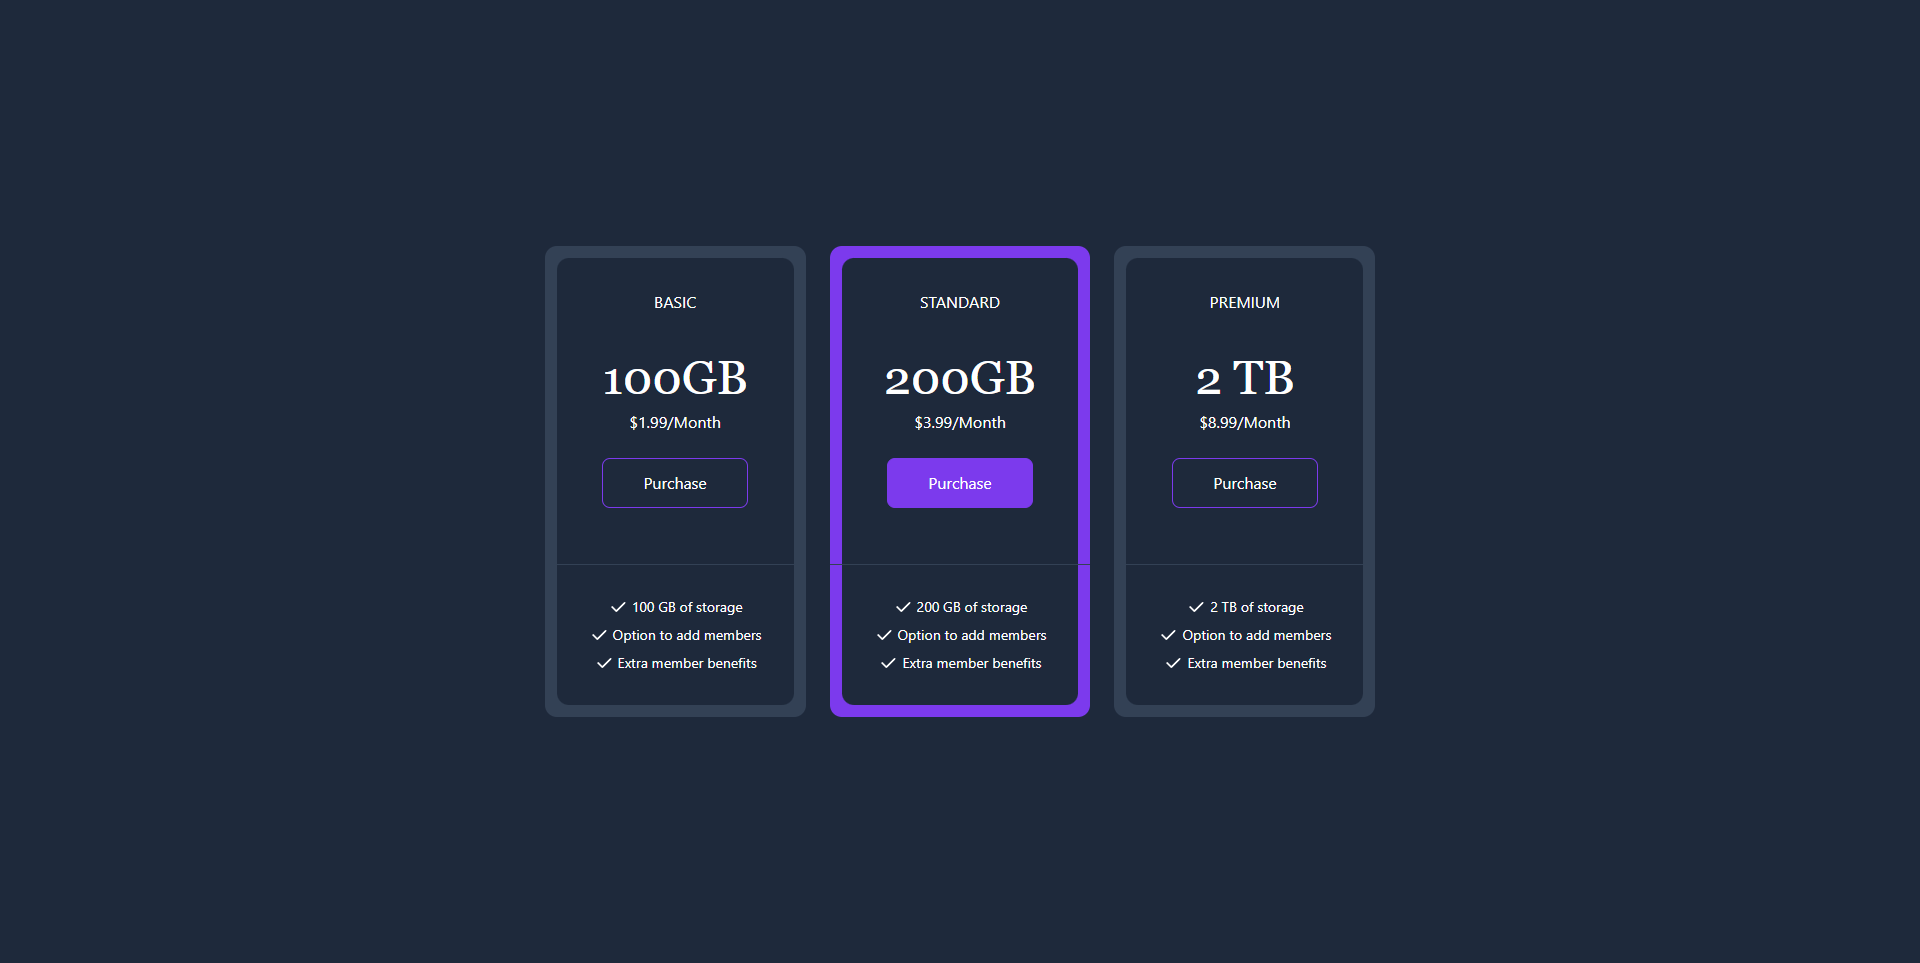 BASIC
100GB
$1.99/Month
Purchase
100 GB of storage
Option to add members
Extra member benefits
STANDARD
200GB
$3.99/Month
Purchase
200 GB of storage
Option to add members
Extra member benefits
PREMIUM
2 TB
$8.99/Month
Purchase
2 TB of storage
Option to add members
Extra member benefits